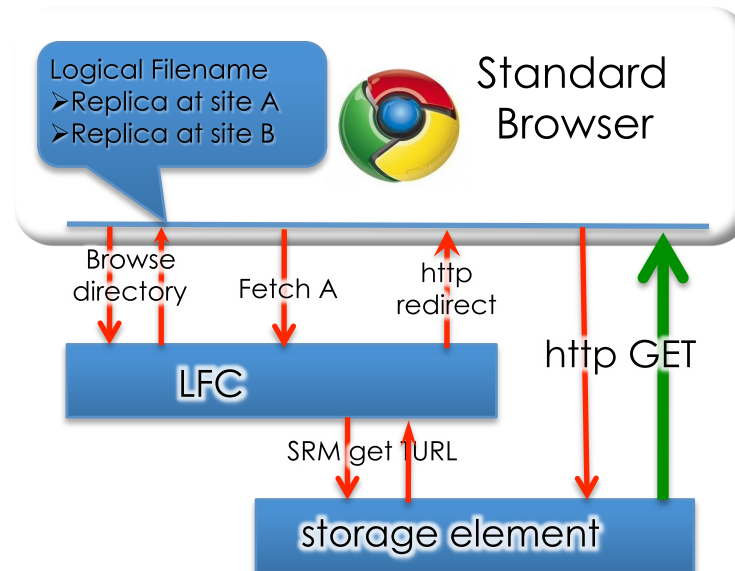 Logical Filename
➢Replica at site A
➢Replica at site B
Standard
Browser
Browse
directory
Fetch A
http
redirect
http GET
LFC
SRM get TURL
storage element